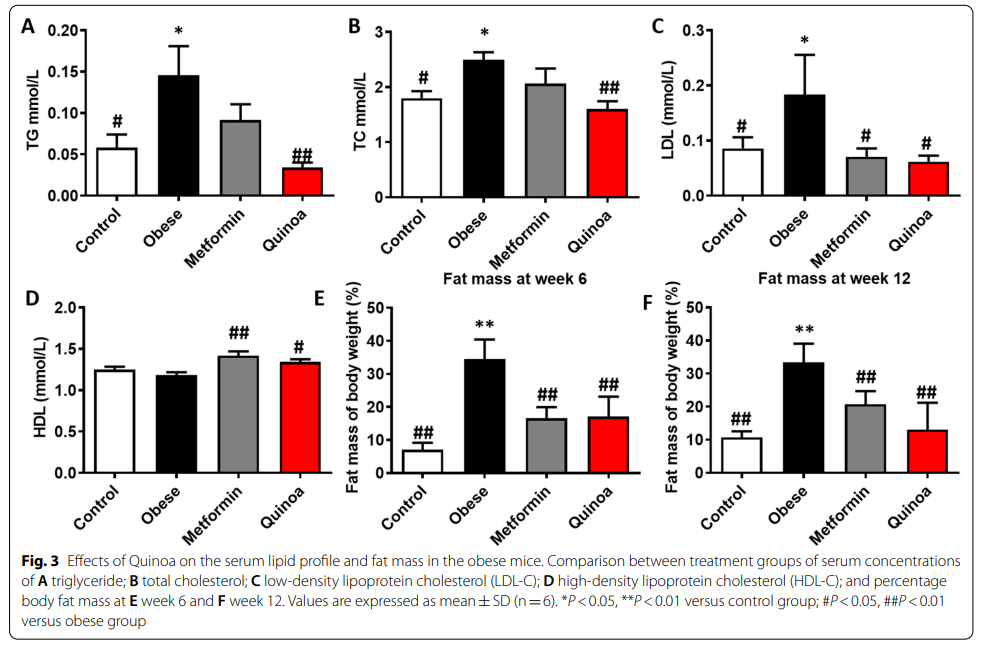 A
TG mmol/L
0.20
0.15
0.10
0.05
0.00
#
*
##
Control
Obese
Metformin
Quinoa
B
TC mmol/L
3
2
1
0
#
*
##
Control
Obese
Metformin
Quinoa
C
LDL (mmol/L)
0.3
0.2
0.1
0.0
#
*
#
#
Control
Obese
Metformin
Quinoa
D
HDL (mmol/L)
2.0
1.5
1.0
0.5
0.0
##
#
Control
Obese
Metformin
Quinoa
E
Fat mass at week 6
Fat mass of body weight (%)
50
40
30
20
10
0
##
**
##
##
Control
Obese
Metformin
Quinoa
F
Fat mass at week 12
Fat mass of body weight (%)
50
40
30
20
10
0
##
**
##
##
Control
Obese
Metformin
Quinoa
Fig. 3 Effects of Quinoa on the serum lipid profile and fat mass in the obese mice. Comparison between treatment groups of serum concentrations
of A triglyceride; B total cholesterol; C low-density lipoprotein cholesterol (LDL-C); D high-density lipoprotein cholesterol (HDL-C); and percentage
body fat mass at E week 6 and F week 12. Values are expressed as mean ± SD (n = 6). *P < 0.05, **P < 0.01 versus control group; #P < 0.05, ##P < 0.01
versus obese group